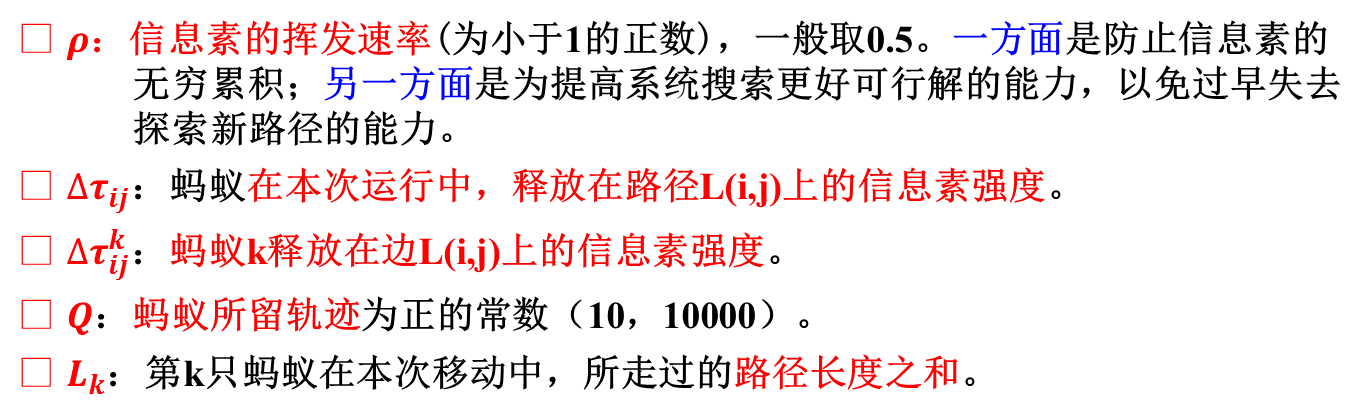 □ ρ：信息素的挥发速率(为小于1的正数)，一般取0.5。一方面是防止信息素的
无穷累积；另一方面是为提高系统搜索更好可行解的能力，以免过早失去
探索新路径的能力。
□ Δτ_{ij}：蚂蚁在本次运行中，释放在路径L(i,j)上的信息素强度。
□ Δτ_{ij}^{k}：蚂蚁k释放在边L(i,j)上的信息素强度。
□ Q：蚂蚁所留轨迹为正的常数（10，10000）。
□ L_k：第k只蚂蚁在本次移动中，所走过的路径长度之和。